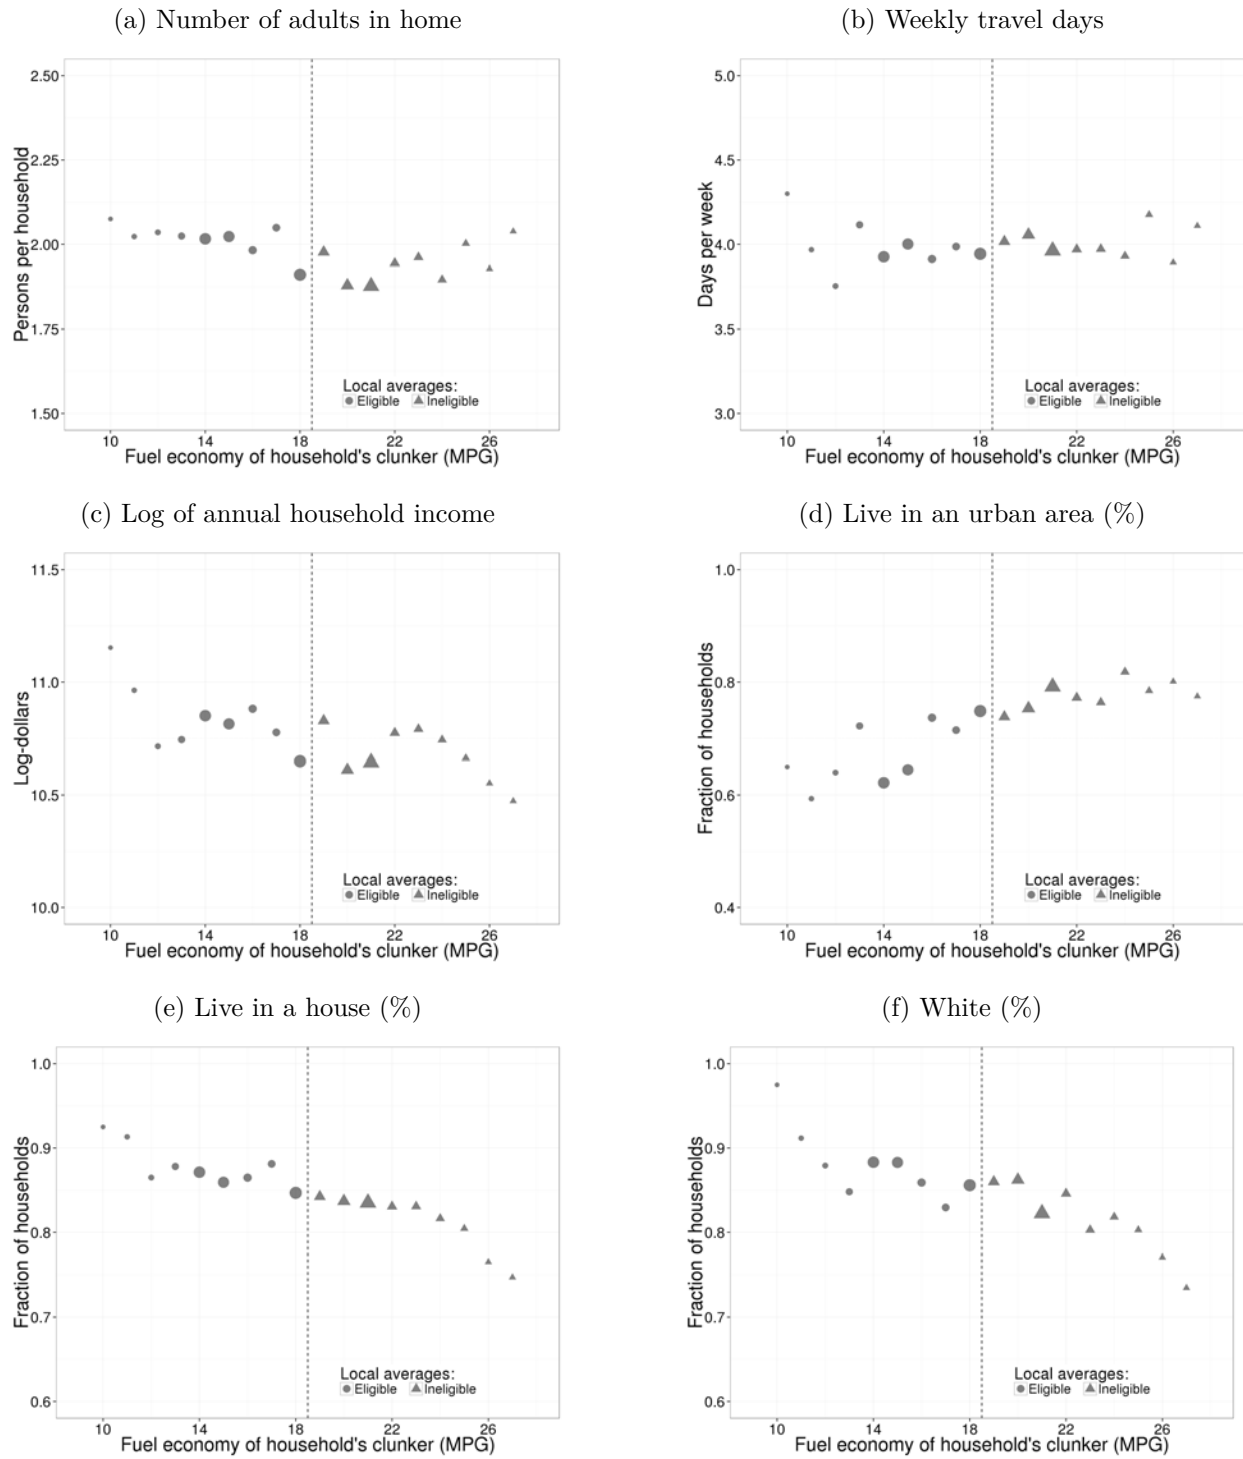 (a) Number of adults in home
2.50
2.25
2.00
1.75
1.50
Persons per household
Local averages:
Eligible Ineligible
10 14 18 22 26
Fuel economy of household's clunker (MPG)
(b) Weekly travel days
5.0
4.5
4.0
3.5
3.0
Days per week
Local averages:
Eligible Ineligible
10 14 18 22 26
Fuel economy of household's clunker (MPG)
(c) Log of annual household income
11.5
11.0
10.5
10.0
Log-dollars
Local averages:
Eligible Ineligible
10 14 18 22 26
Fuel economy of household's clunker (MPG)
(d) Live in an urban area (%)
1.0
0.8
0.6
0.4
Fraction of households
Local averages:
Eligible Ineligible
10 14 18 22 26
Fuel economy of household's clunker (MPG)
(e) Live in a house (%)
1.0
0.9
0.8
0.7
0.6
Fraction of households
Local averages:
Eligible Ineligible
10 14 18 22 26
Fuel economy of household's clunker (MPG)
(f) White (%)
1.0
0.9
0.8
0.7
0.6
Fraction of households
Local averages:
Eligible Ineligible
10 14 18 22 26
Fuel economy of household's clunker (MPG)